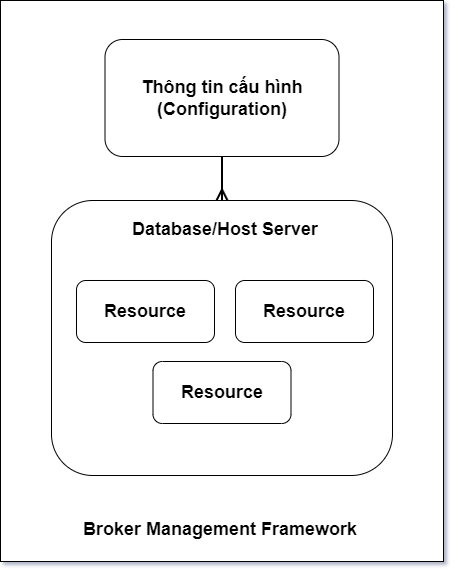 Thông tin cấu hình
(Configuration)
Database/Host Server
Resource
Resource
Resource
Broker Management Framework